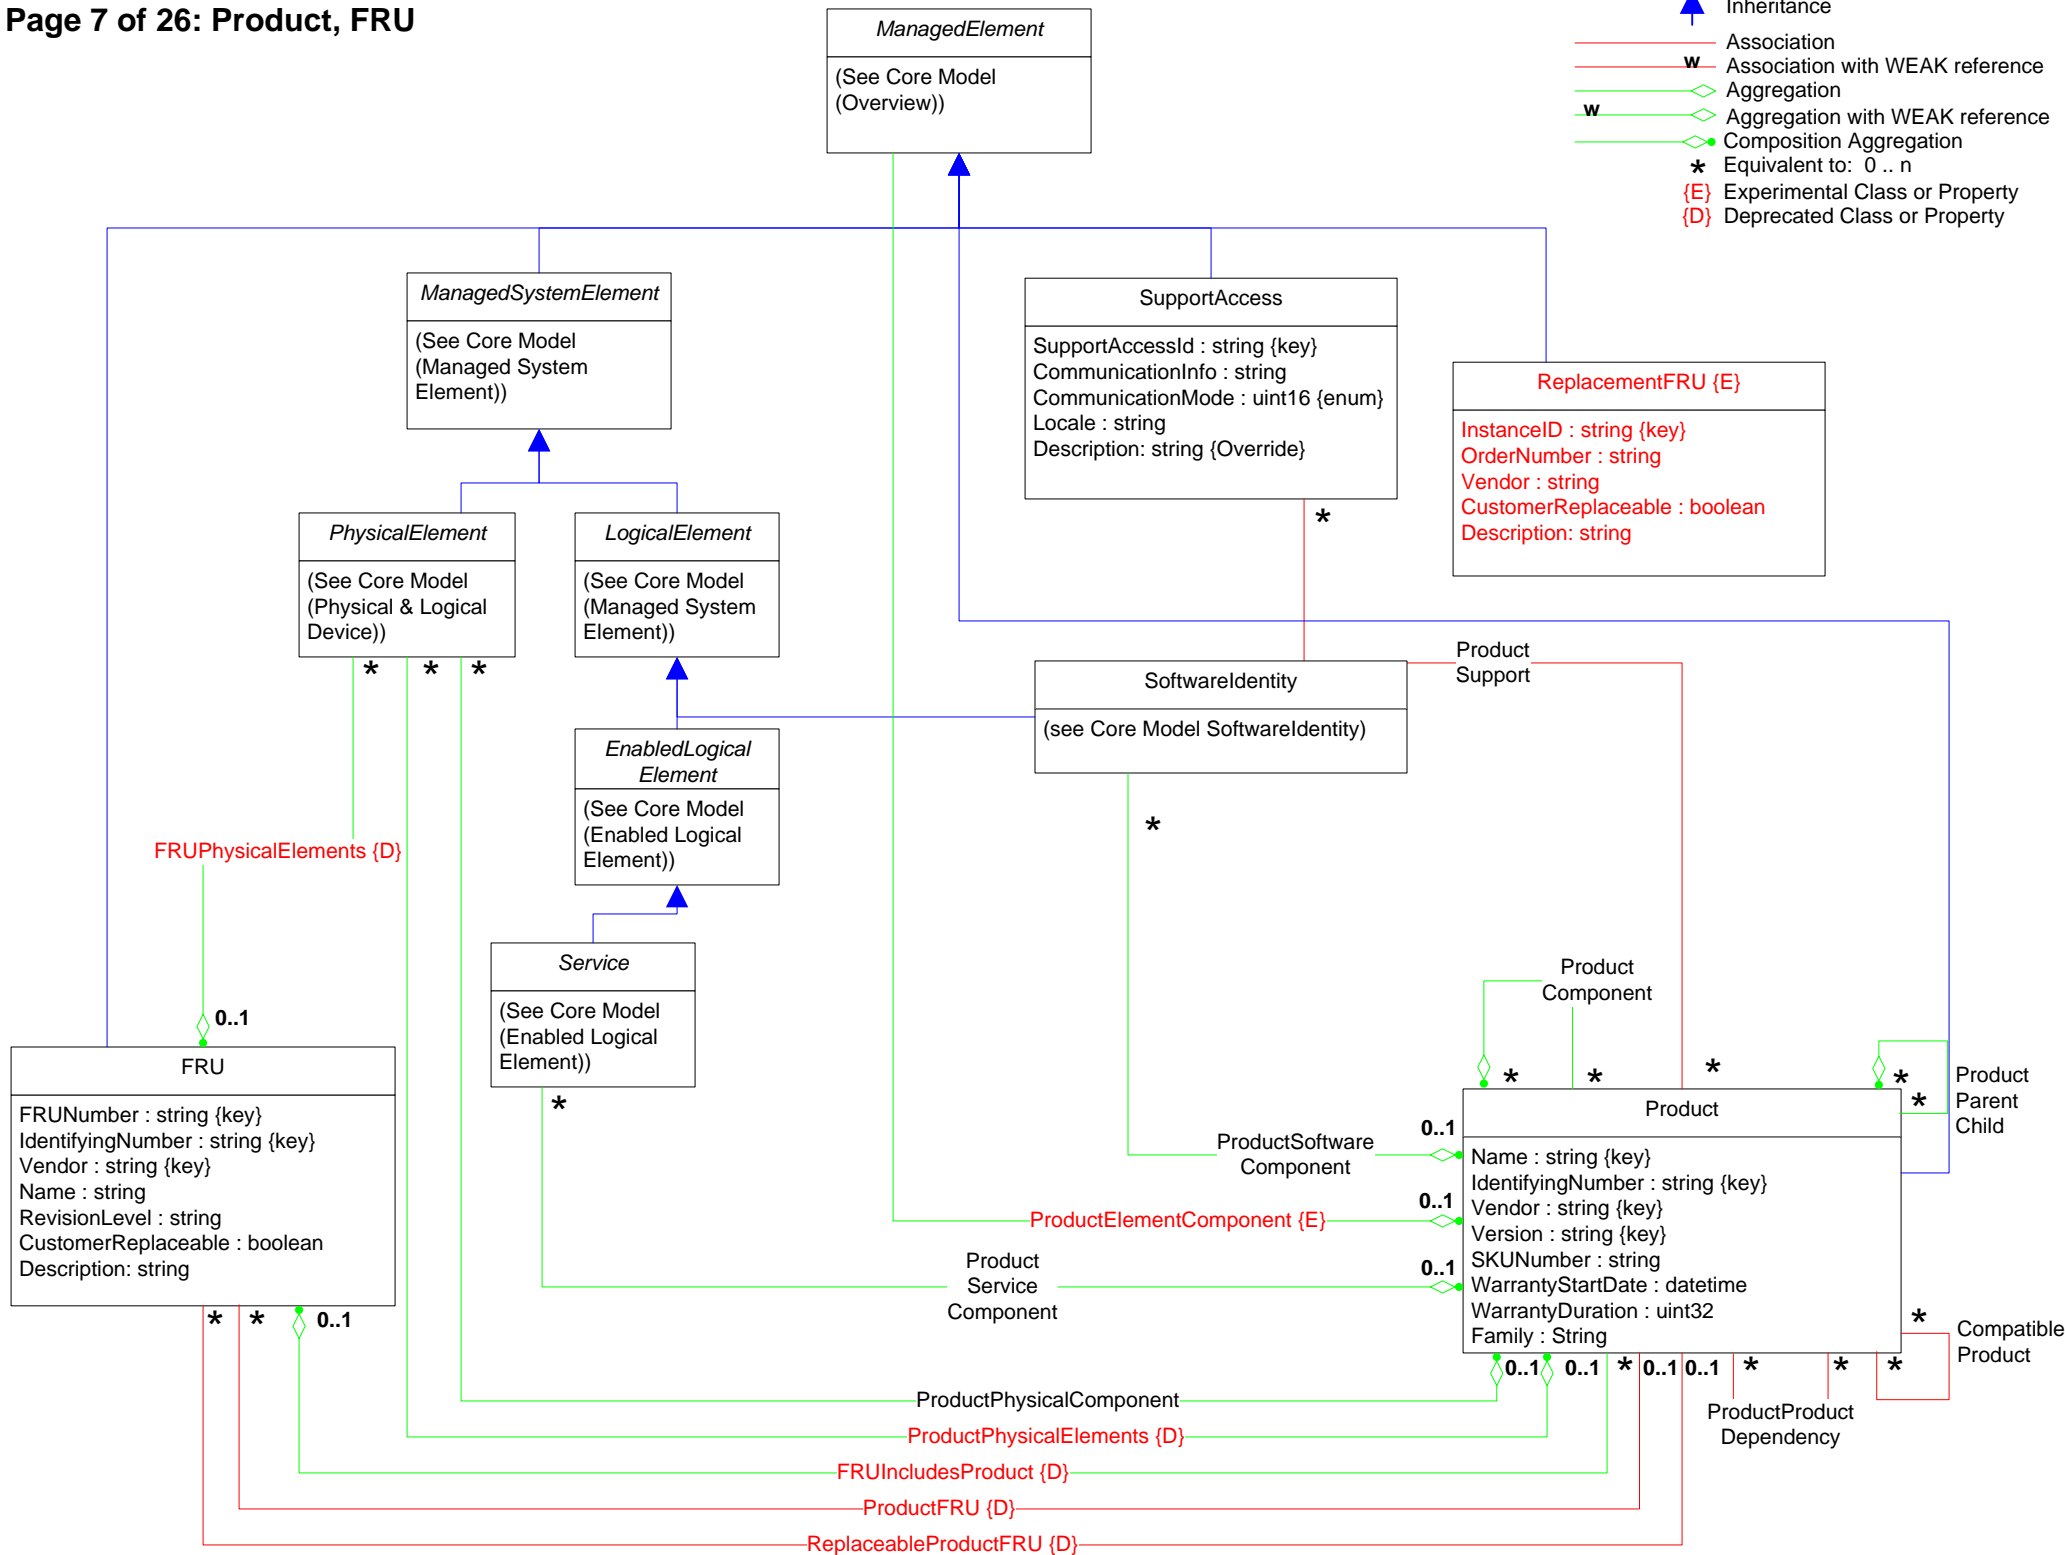 Page 7 of 26: Product, FRU
Inheritance
Association
w
Association with WEAK reference
Aggregation
w
Aggregation with WEAK reference
Composition Aggregation
* Equivalent to: 0 .. n
{E} Experimental Class or Property
{D} Deprecated Class or Property
ManagedElement
(See Core Model
(Overview))
ManagedSystemElement
(See Core Model
(Managed System
Element))
SupportAccess
SupportAccessId : string {key}
CommunicationInfo : string
CommunicationMode : uint16 {enum}
Locale : string
Description: string {Override}
*
ReplacementFRU {E}
InstanceID : string {key}
OrderNumber : string
Vendor : string
CustomerReplaceable : boolean
Description: string
PhysicalElement
(See Core Model
(Physical & Logical
Device))
* * *
LogicalElement
(See Core Model
(Managed System
Element))
Product
Support
SoftwareIdentity
(see Core Model SoftwareIdentity)
*
EnabledLogical
Element
(See Core Model
(Enabled Logical
Element))
FRUPhysicalElements {D}
0..1
Service
(See Core Model
(Enabled Logical
Element))
*
FRU
FRUNumber : string {key}
IdentifyingNumber : string {key}
Vendor : string {key}
Name : string
RevisionLevel : string
CustomerReplaceable : boolean
Description: string
* * 0..1
Product
Component
* * * *
*
Product
Parent
Child
Product
Name : string {key}
IdentifyingNumber : string {key}
Vendor : string {key}
Version : string {key}
SKUNumber : string
WarrantyStartDate : datetime
WarrantyDuration : uint32
Family : String
0..1
ProductSoftware
Component
0..1
ProductElementComponent {E}
0..1
Product
Service
Component
*
Compatible
Product
0..1 0..1 * 0..1 0..1 * * *
ProductProduct
Dependency
ProductPhysicalComponent
ProductPhysicalElements {D}
FRUIncludesProduct {D}
ProductFRU {D}
ReplaceableProductFRU {D}